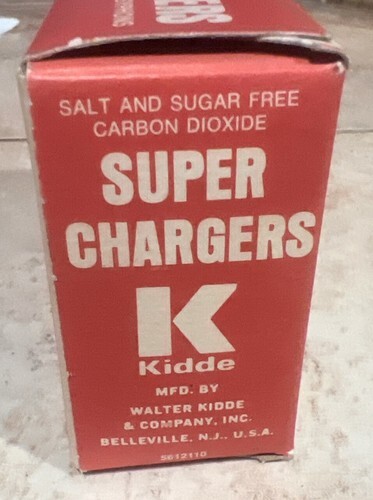 SALT AND SUGAR FREE
CARBON DIOXIDE
SUPER
CHARGERS
K
Kidde
MFD. BY
WALTER KIDDE
& COMPANY, INC.
BELLEVILLE, N.J., U.S.A.
S612110